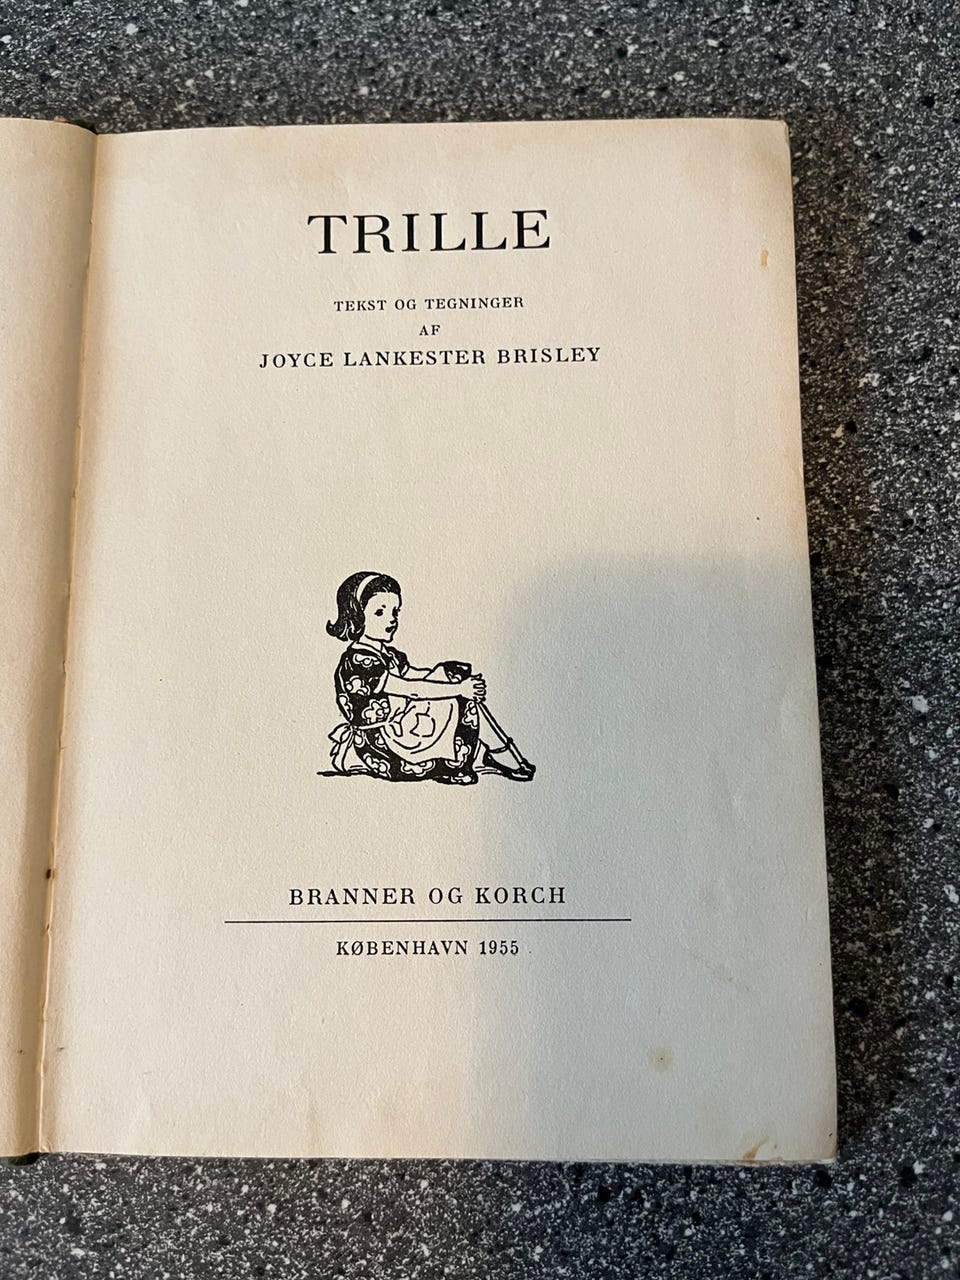 TRILLE
TEKST OG TEGNINGER
AF
JOYCE LANKESTER BRISLEY
BRANNER OG KORCH
KØBENHAVN 1955